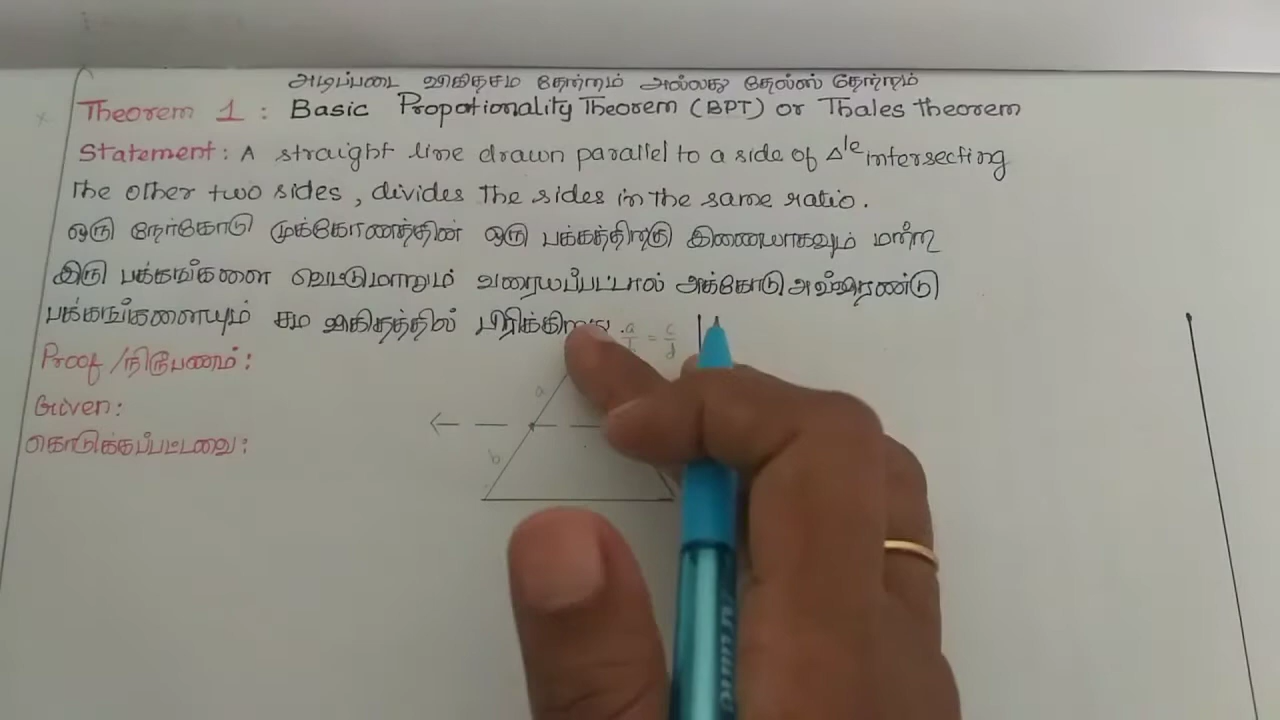 அடிப்படை விகிதசம தேற்றம் அல்லது தேல்ஸ் தேற்றம்
Theorem 1 : Basic Propotionality Theorem (BPT) or Thales theorem
Statement : A straight line drawn parallel to a side of Δle intersecting
the other two sides , divides the sides in the same ratio .
ஒரு நேர்கோடு முக்கோணத்தின் ஒரு பக்கத்திற்கு இணையாகவும் மற்ற
இரு பக்கங்களை வெட்டுமாறும் வரையப்பட்டால் அக்கோடு அவ்விரண்டு
பக்கங்களையும் சம விகிதத்தில் பிரிக்கிறது .
a/b = c/d
Proof / நிரூபணம் :
Given :
a
கொடுக்கப்பட்டவை :
b